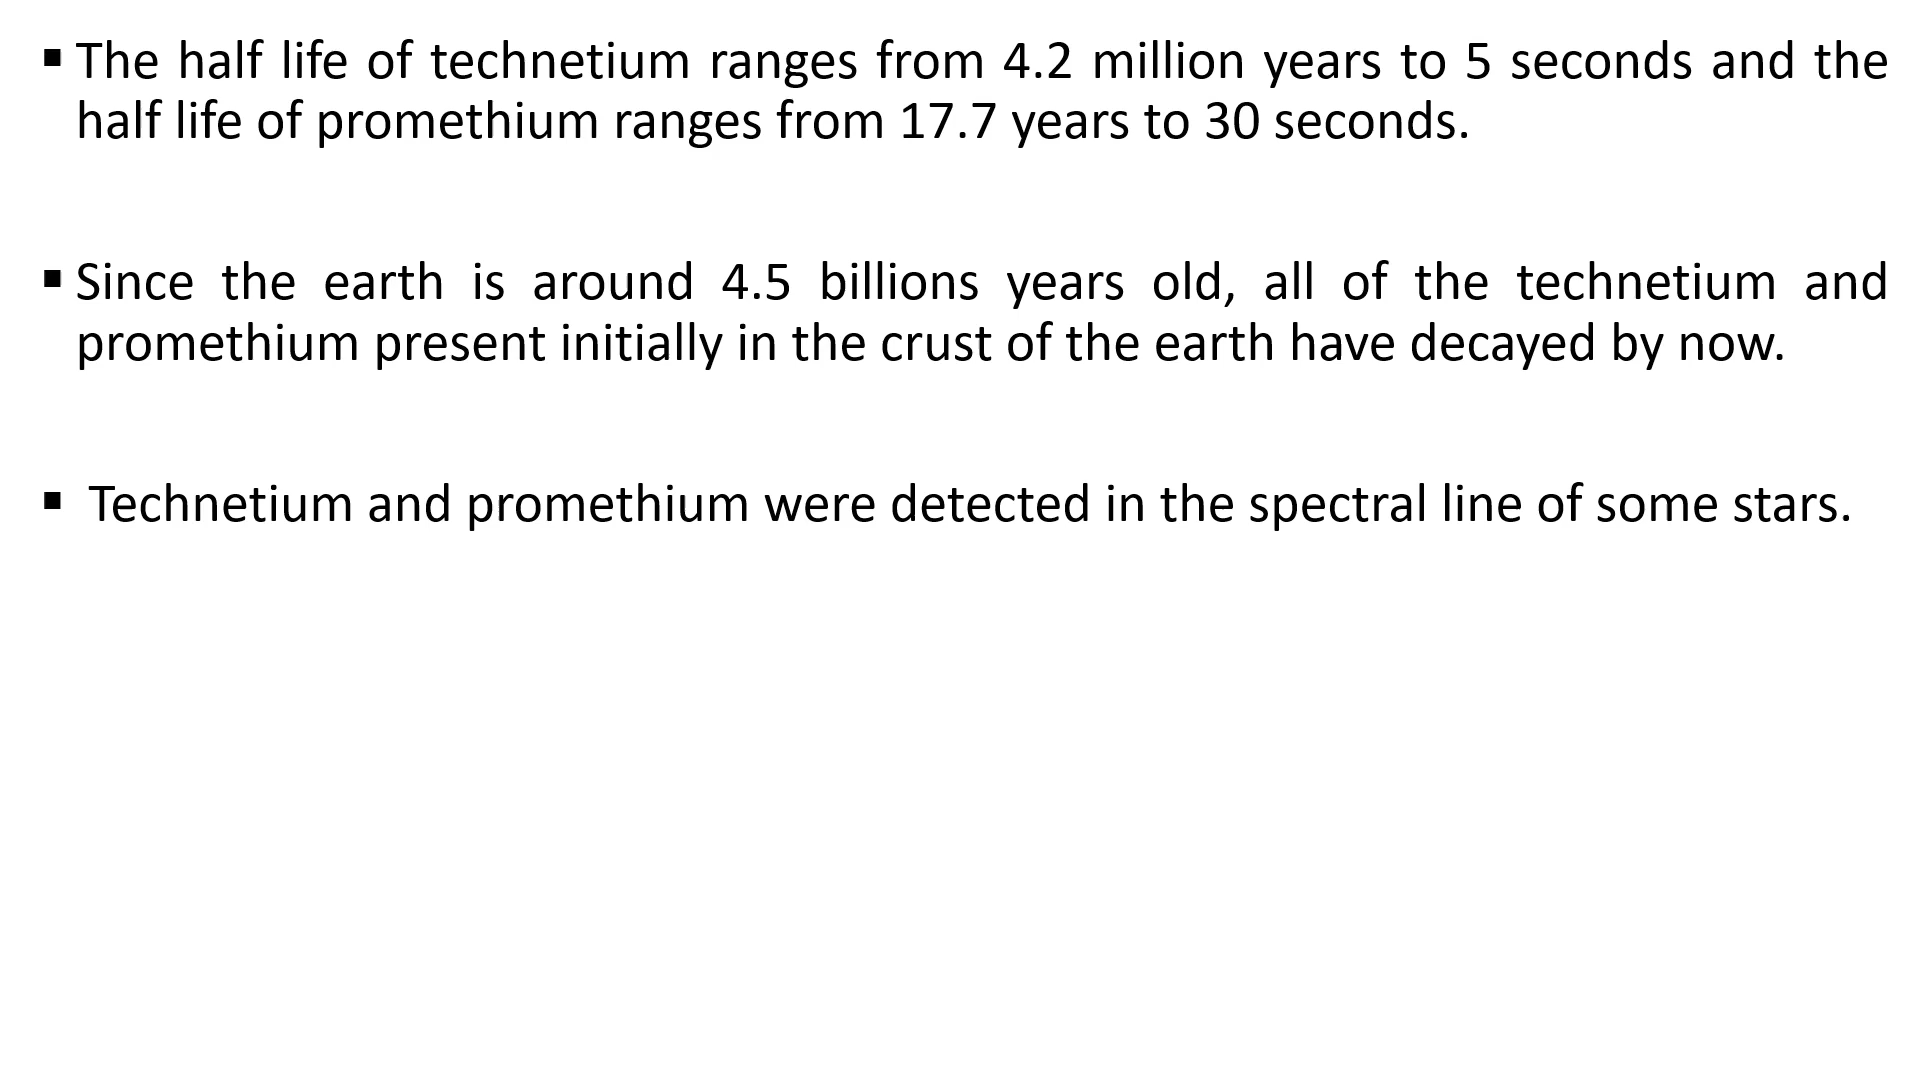 ▪ The half life of technetium ranges from 4.2 million years to 5 seconds and the
half life of promethium ranges from 17.7 years to 30 seconds.
▪ Since the earth is around 4.5 billions years old, all of the technetium and
promethium present initially in the crust of the earth have decayed by now.
▪ Technetium and promethium were detected in the spectral line of some stars.